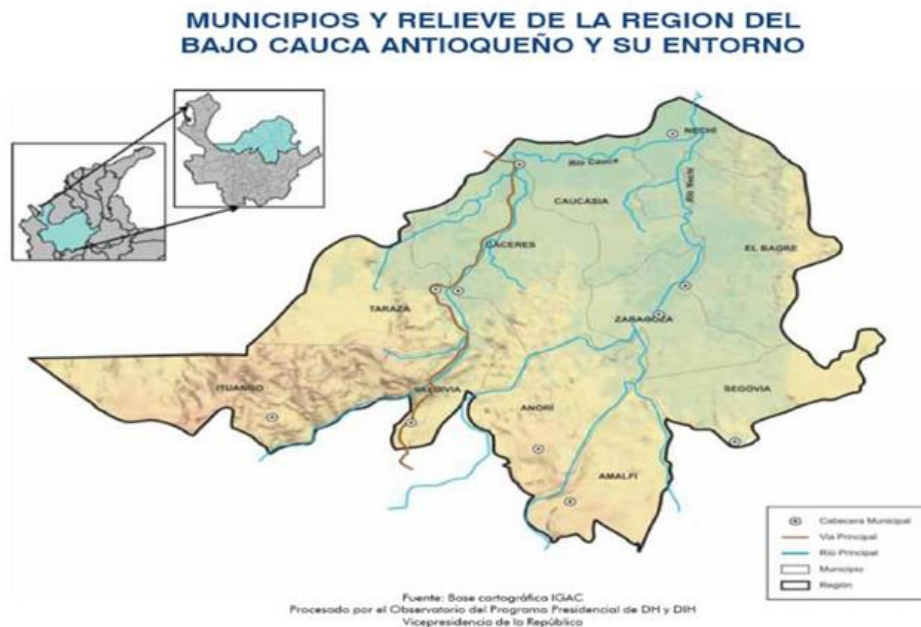 MUNICIPIOS Y RELIEVE DE LA REGION DEL
BAJO CAUCA ANTIOQUEÑO Y SU ENTORNO
NECHÍ
Río Cauca
Río Nechí
CAUCASIA
CÁCERES
EL BAGRE
TARAZA
ZARAGOZA
ITUANGO
VALDIVIA
SEGOVIA
ANORÍ
AMALFÍ
Cabecera Municipal
Vía Principal
Río Principal
Municipio
Región
Fuente: Base cartográfica IGAC
Procesado por el Observatorio del Programa Presidencial de DH y DIH
Vicepresidencia de la República